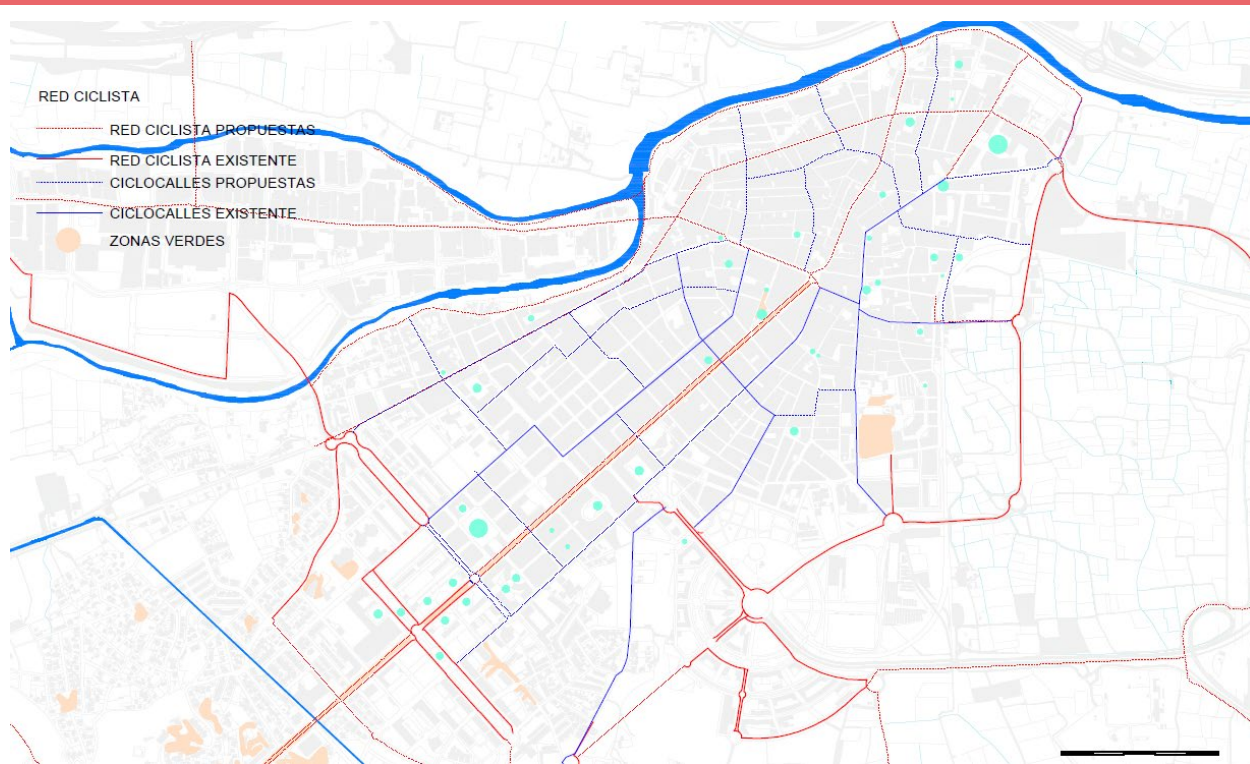 RED CICLISTA
RED CICLISTA PROPUESTAS
RED CICLISTA EXISTENTE
CICLOCALLES PROPUESTAS
CICLOCALLES EXISTENTE
ZONAS VERDES